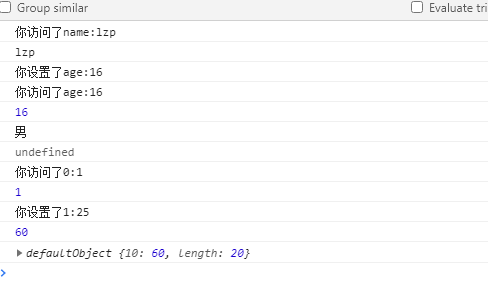 Group similar
Evaluate tri
你访问了name:lzp
lzp
你设置了age:16
你访问了age:16
16
男
undefined
你访问了0:1
1
你设置了1:25
60
defaultObject {10: 60, length: 20}